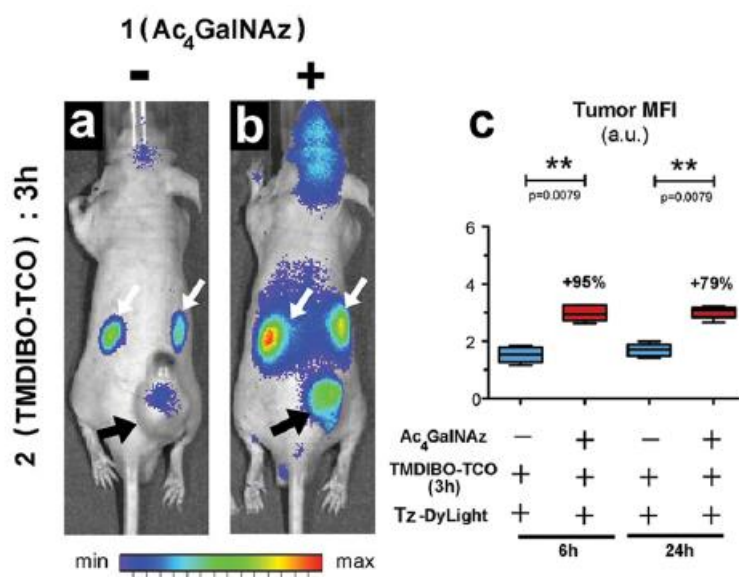 1 (Ac₄GalNAz)
- +
2 (TMDIBO-TCO) : 3h
a b
min max
c
Tumor MFI
(a.u.)
** **
p=0.0079 p=0.0079
6
4
2
0
+95% +79%
Ac₄GalNAz — + — +
TMDIBO-TCO + + + +
(3h)
Tz-DyLight + + + +
6h 24h